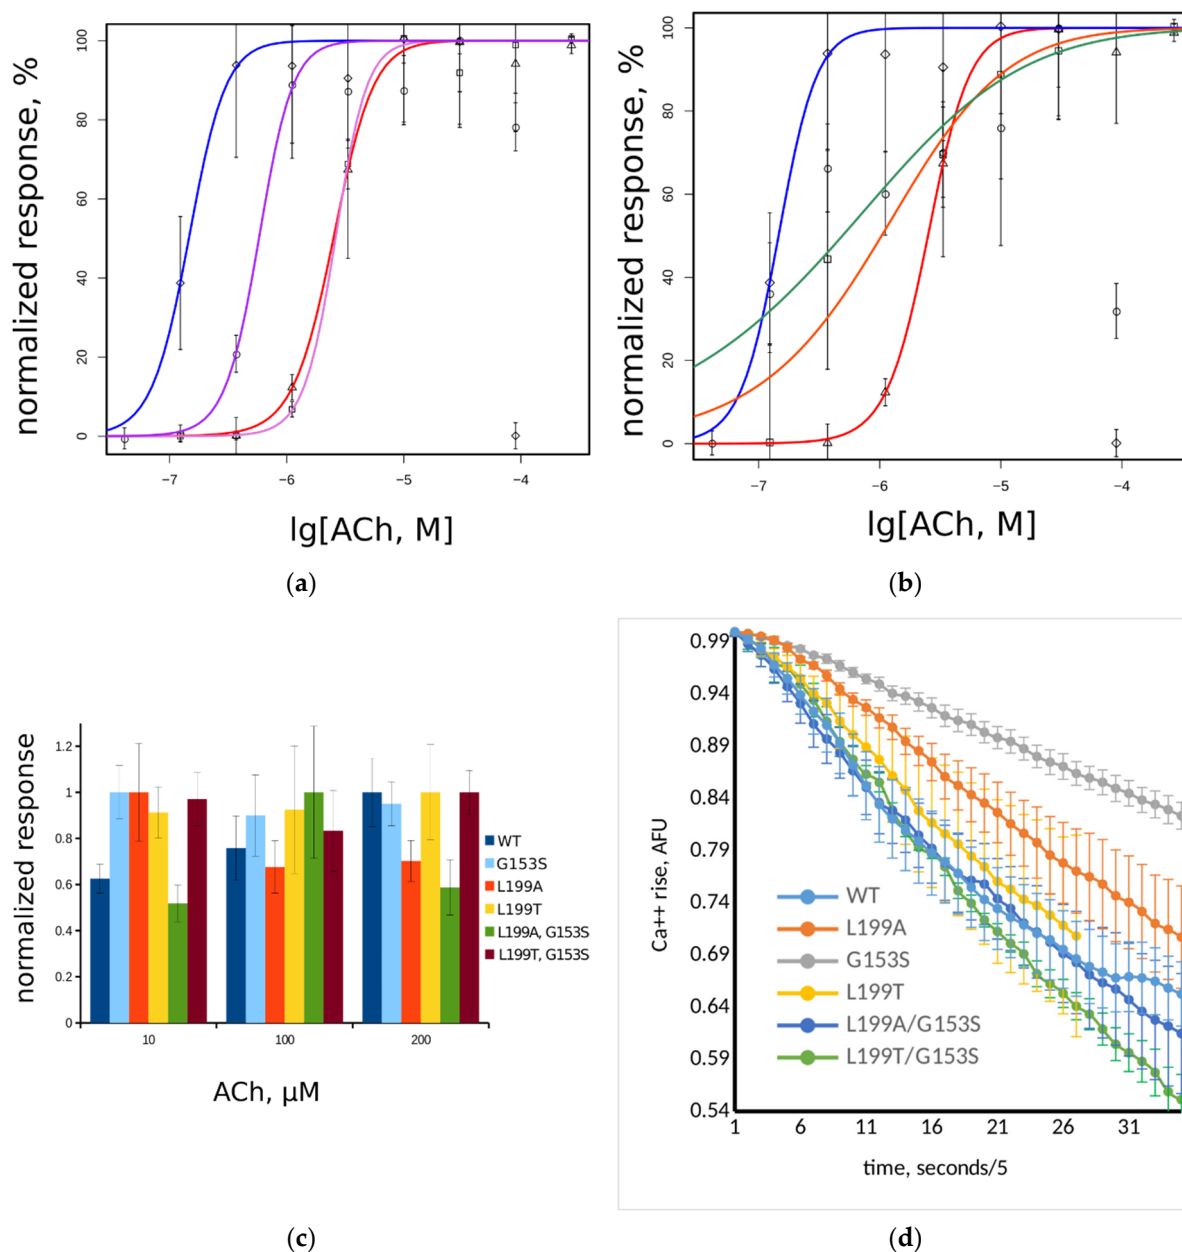 normalized response, %
100
80
60
40
20
0
−7
−6
−5
−4
lg[ACh, M]
(a)
normalized response, %
100
80
60
40
20
0
−7
−6
−5
−4
lg[ACh, M]
(b)
normalized response
1.2
1
0.8
0.6
0.4
0.2
0
10
100
200
ACh, µM
WT
G153S
L199A
L199T
L199A, G153S
L199T, G153S
(c)
Ca++ rise, AFU
0.99
0.94
0.89
0.84
0.79
0.74
0.69
0.64
0.59
0.54
1
6
11
16
21
26
31
time, seconds/5
WT
L199A
G153S
L199T
L199A/G153S
L199T/G153S
(d)